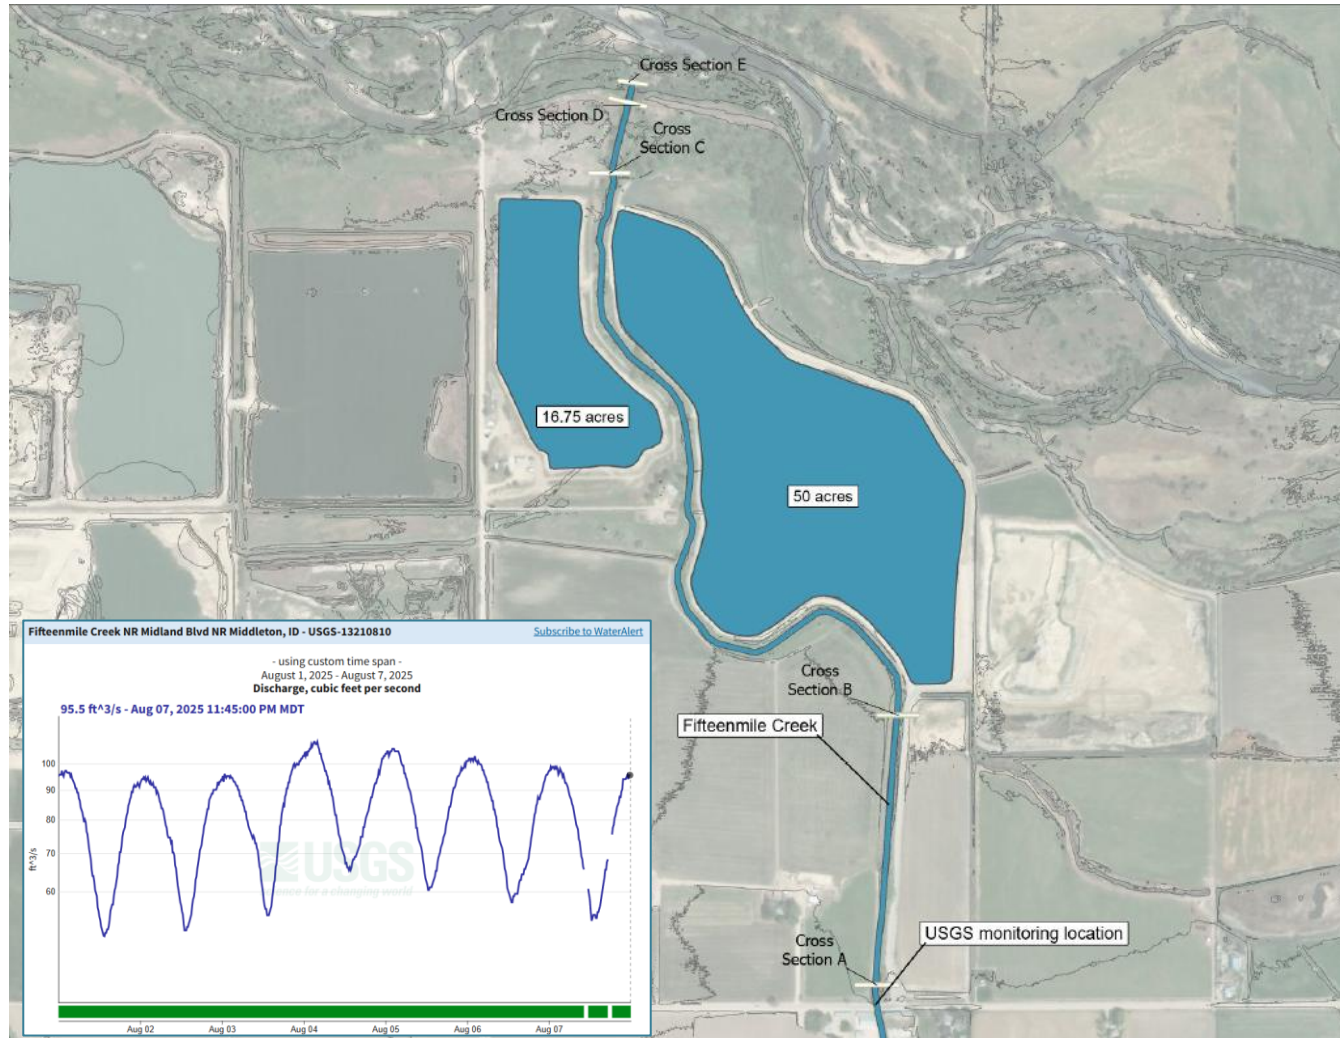 Cross Section E
Cross Section D
Cross
Section C
16.75 acres
50 acres
Cross
Section B
Fifteenmile Creek
USGS monitoring location
Cross
Section A
Fifteenmile Creek NR Midland Blvd NR Middleton, ID - USGS-13210810
Subscribe to WaterAlert
- using custom time span -
August 1, 2025 - August 7, 2025
Discharge, cubic feet per second
95.5 ft^3/s - Aug 07, 2025 11:45:00 PM MDT
100
90
80
70
60
ft^3/s
USGS
science for a changing world
Aug 02
Aug 03
Aug 04
Aug 05
Aug 06
Aug 07